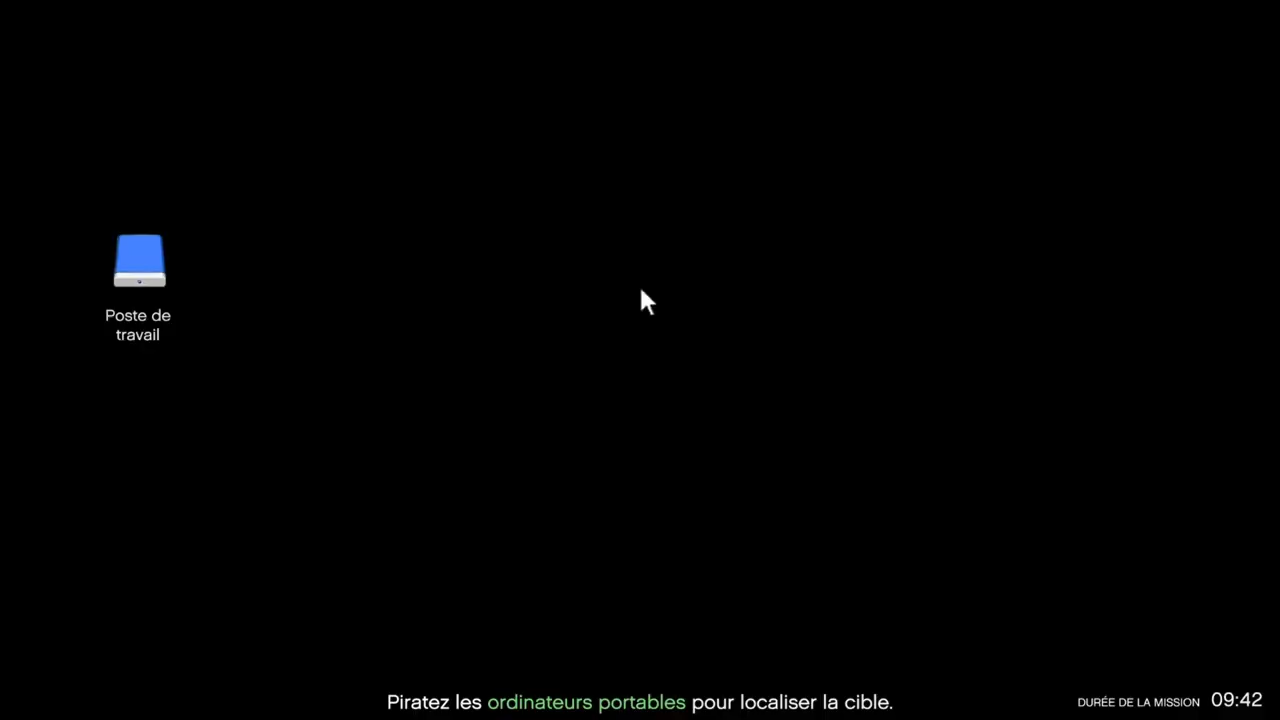 Poste de
travail
Piratez les ordinateurs portables pour localiser la cible.
DURÉE DE LA MISSION 09:42